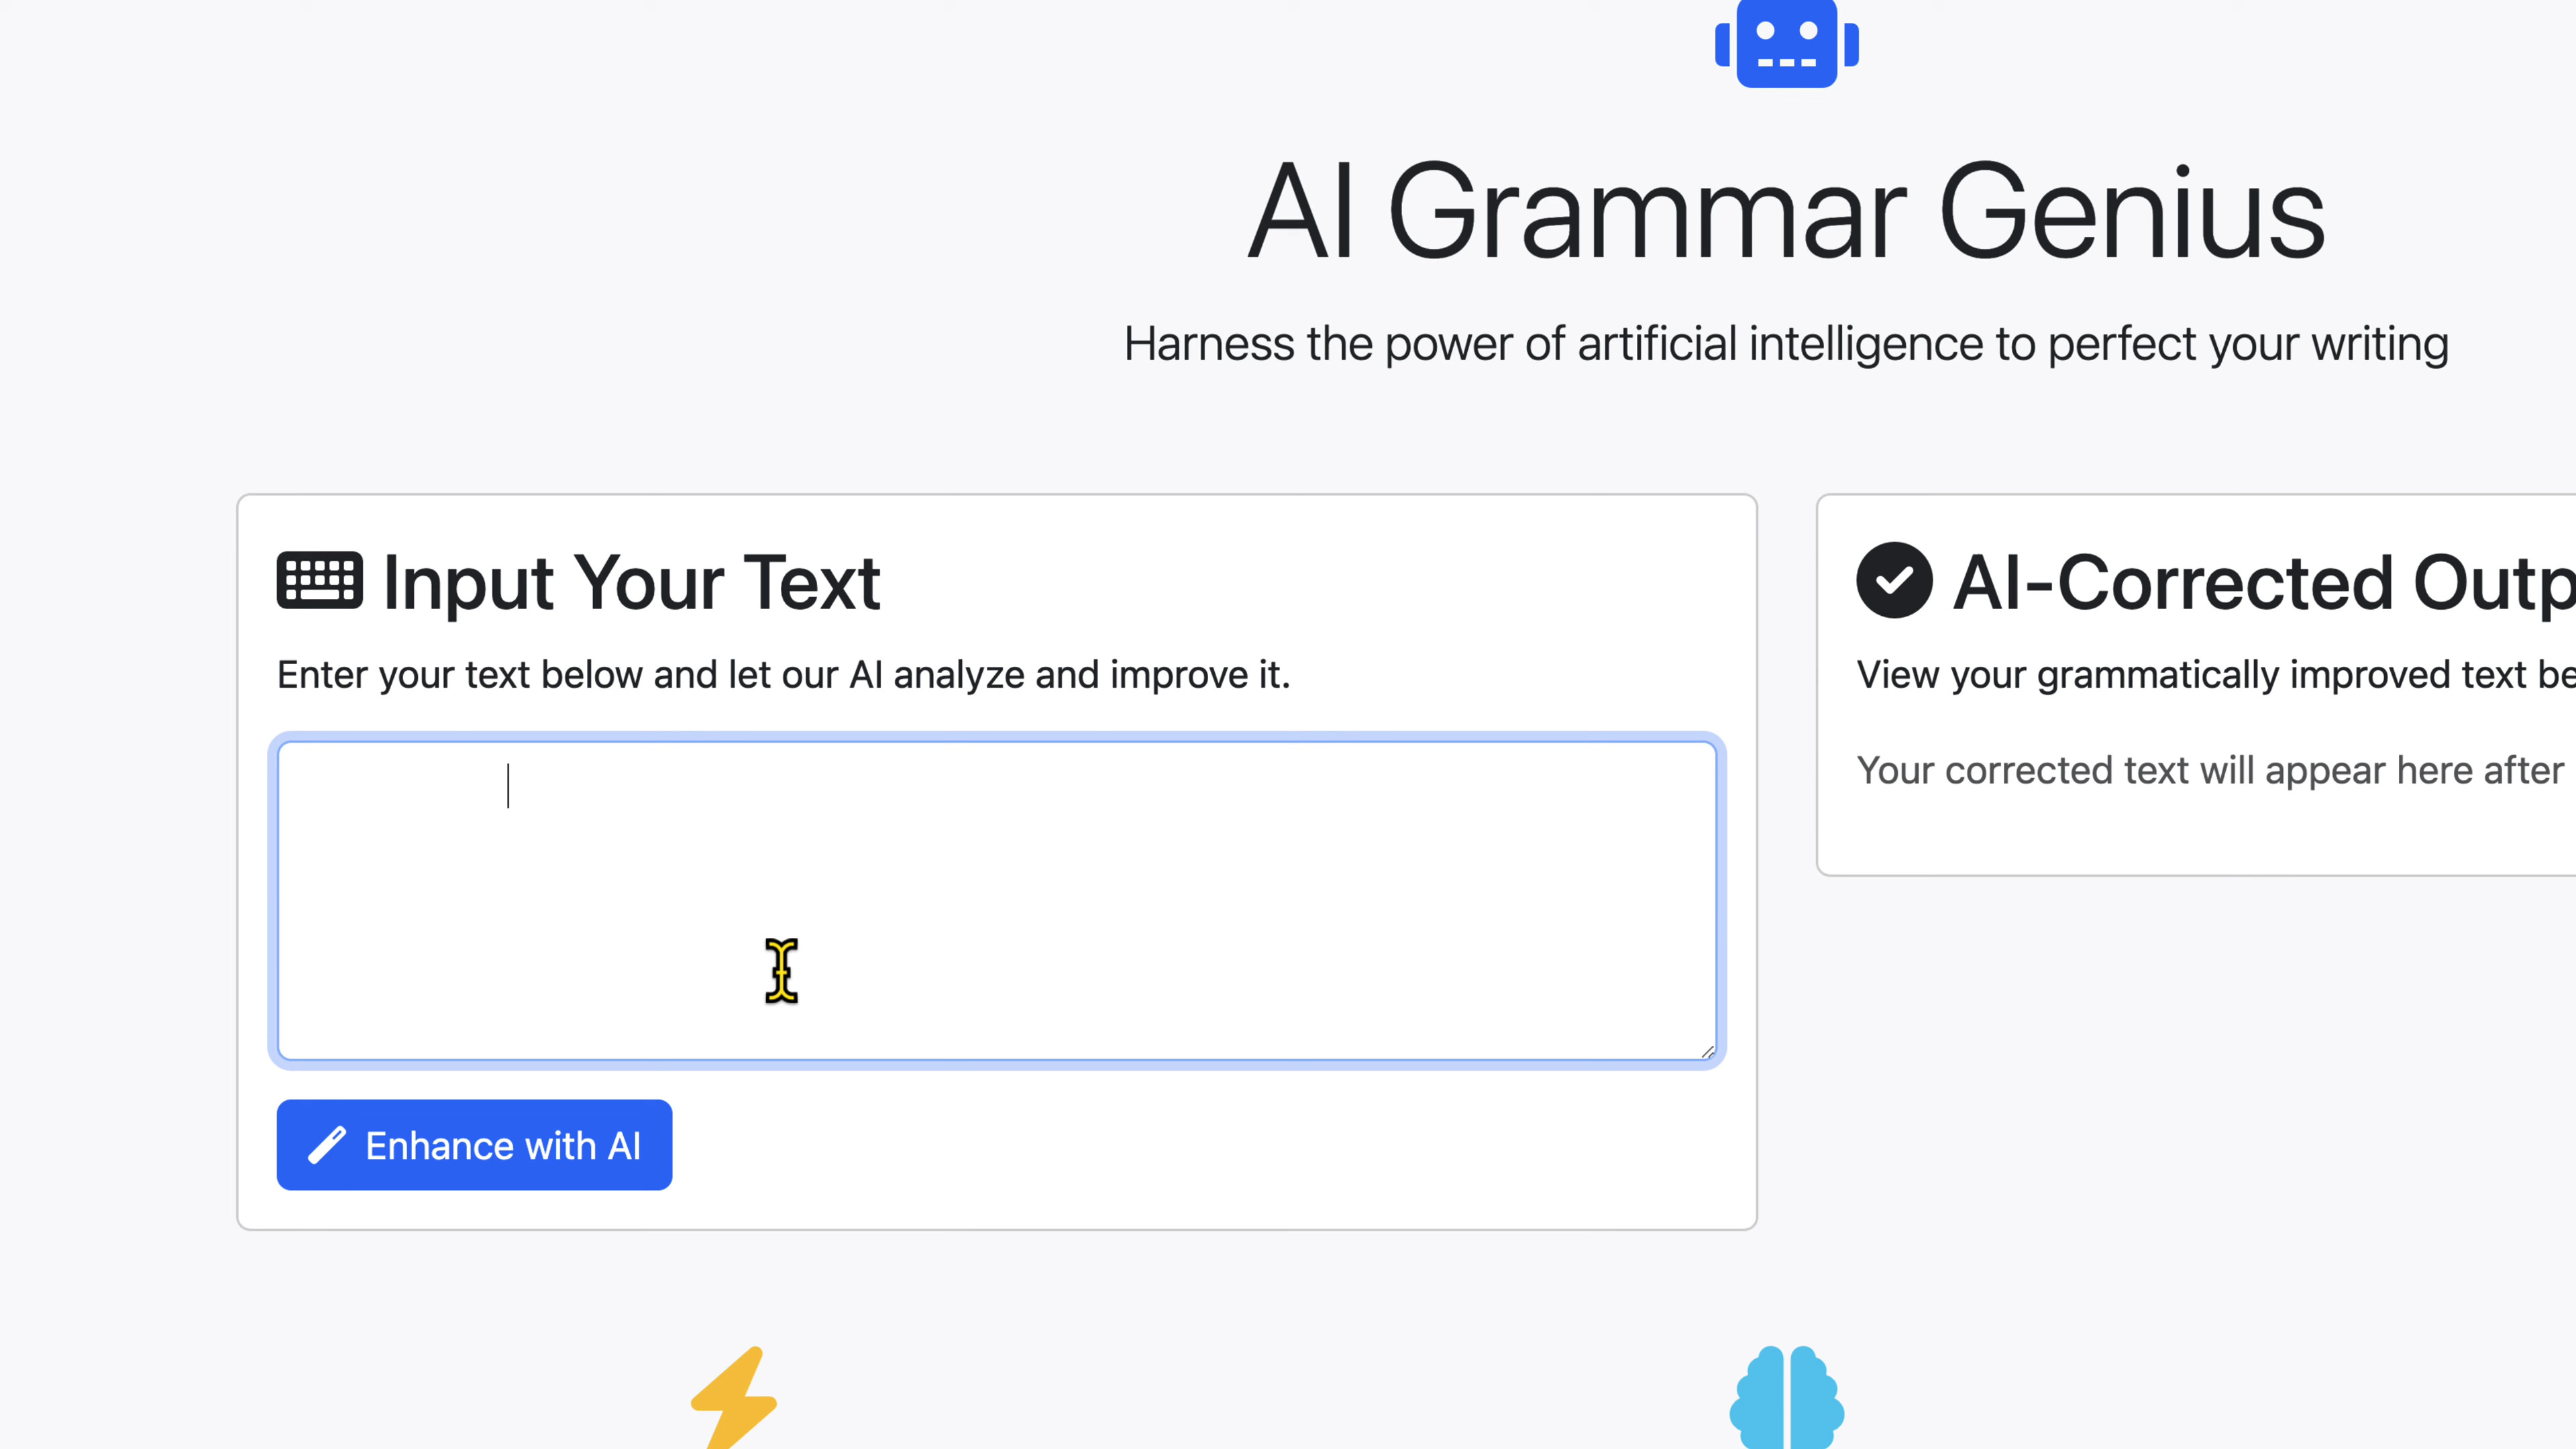 AI Grammar Genius
Harness the power of artificial intelligence to perfect your writing
Input Your Text
Enter your text below and let our AI analyze and improve it.
Enhance with AI
AI-Corrected Outp
View your grammatically improved text be
Your corrected text will appear here after